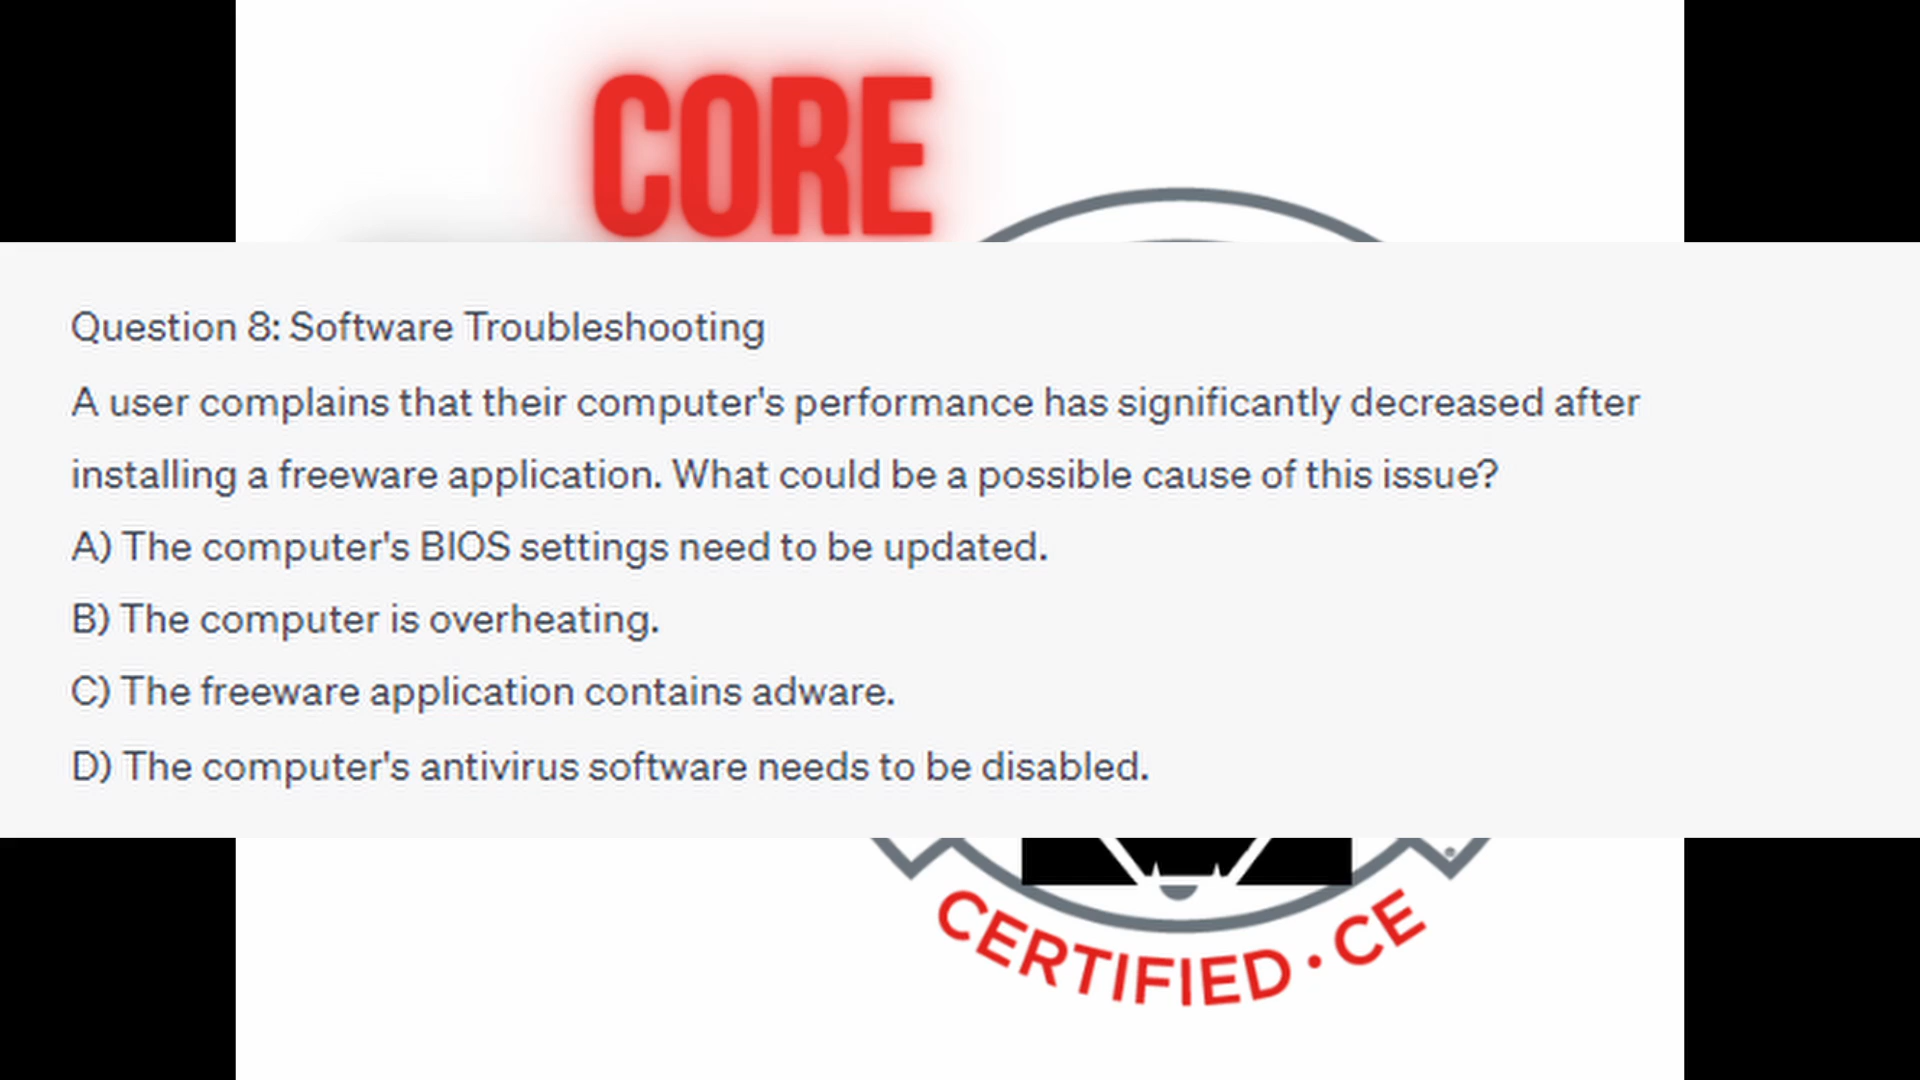 CORE
Question 8: Software Troubleshooting
A user complains that their computer's performance has significantly decreased after
installing a freeware application. What could be a possible cause of this issue?
A) The computer's BIOS settings need to be updated.
B) The computer is overheating.
C) The freeware application contains adware.
D) The computer's antivirus software needs to be disabled.
CERTIFIED·CE